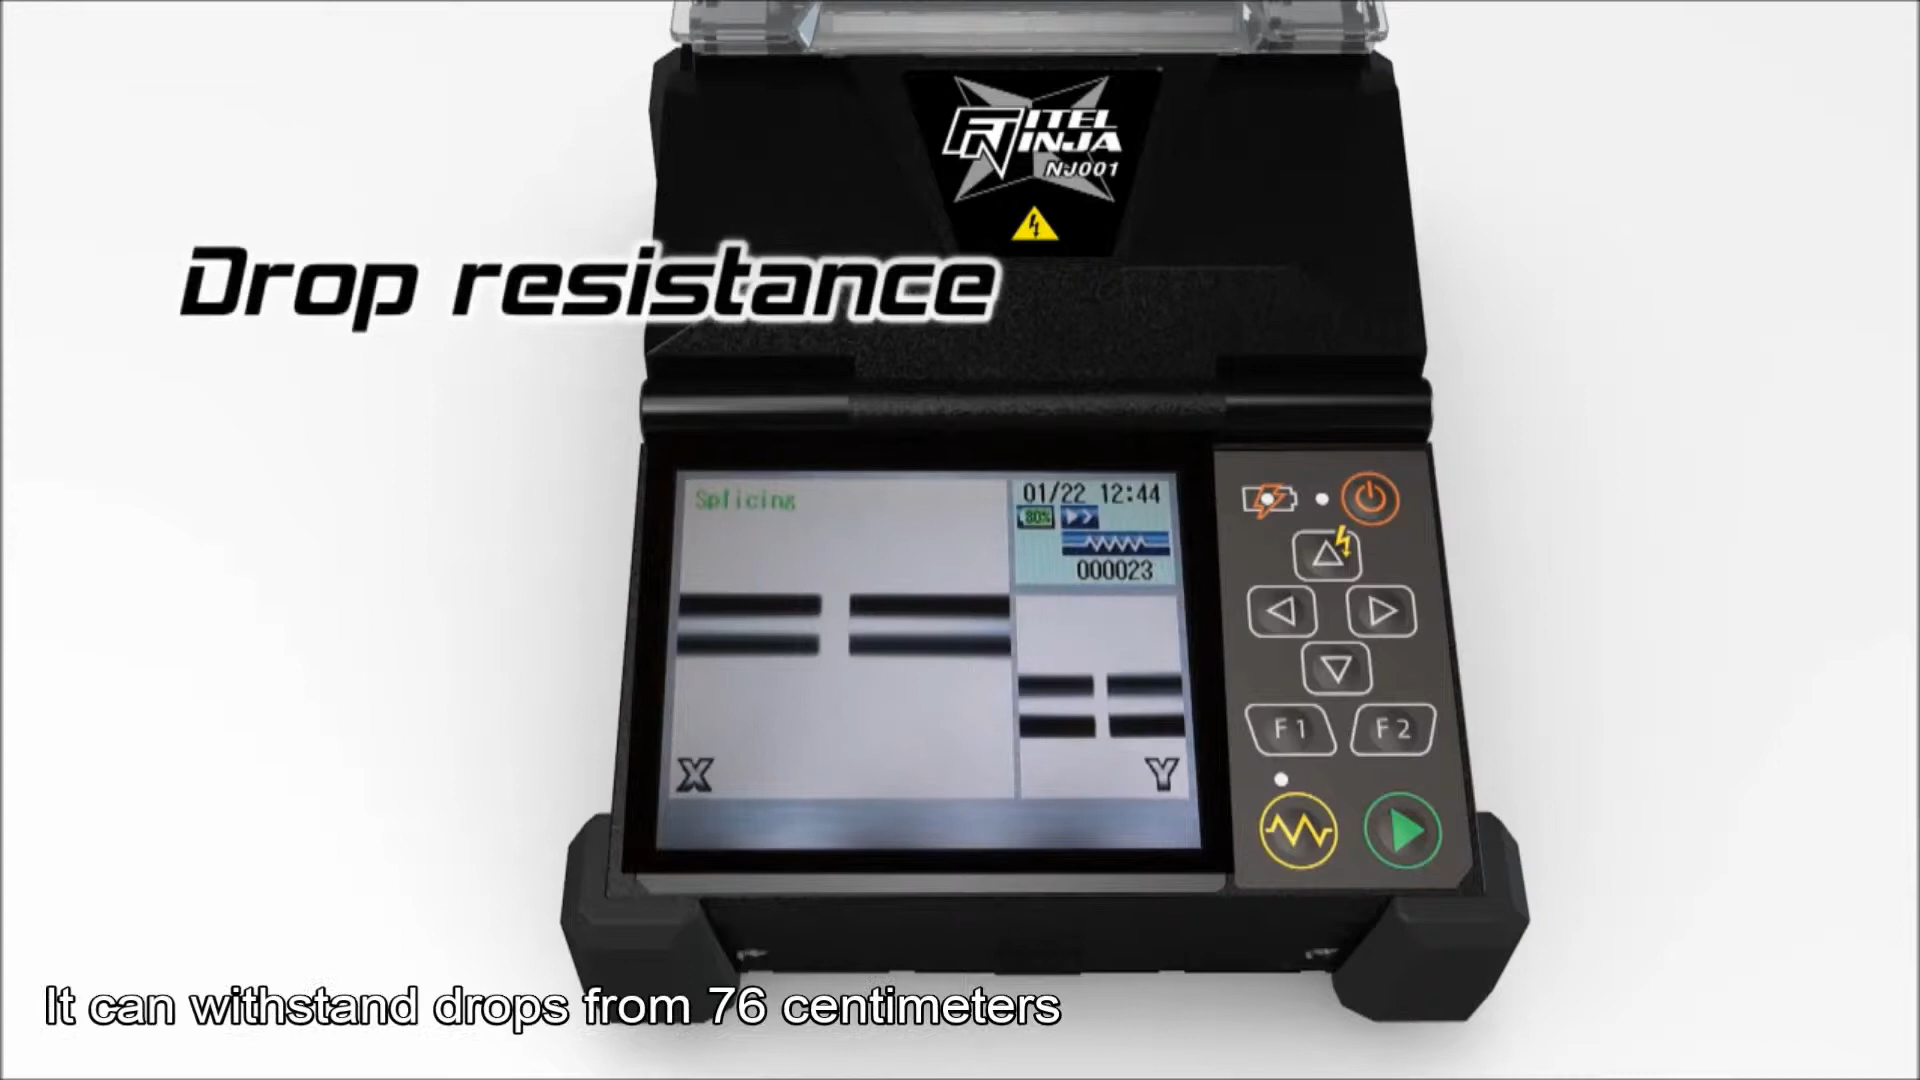 FITEL
NINJA
NJ001
Drop resistance
Splicing
01/22 12:44
80%
000023
X
Y
F1
F2
It can withstand drops from 76 centimeters